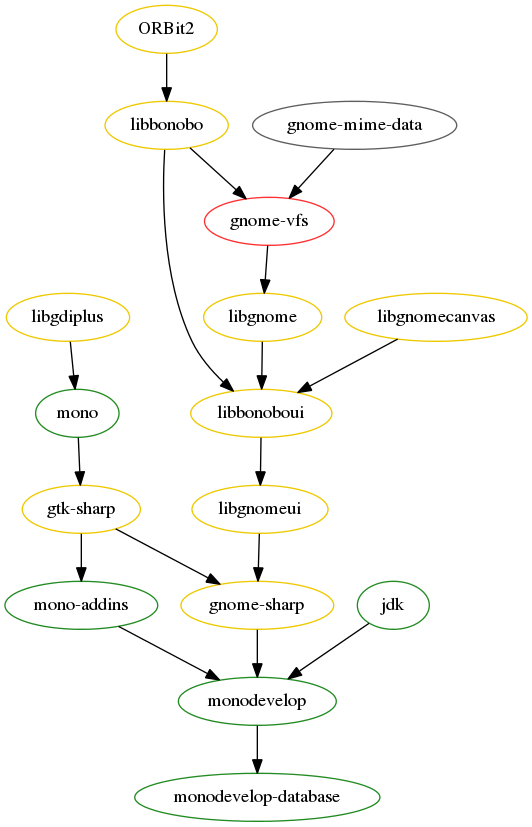 ORBit2
libbonobo
gnome-mime-data
gnome-vfs
libgdiplus
libgnome
libgnomecanvas
mono
libbonoboui
gtk-sharp
libgnomeui
mono-addins
gnome-sharp
jdk
monodevelop
monodevelop-database